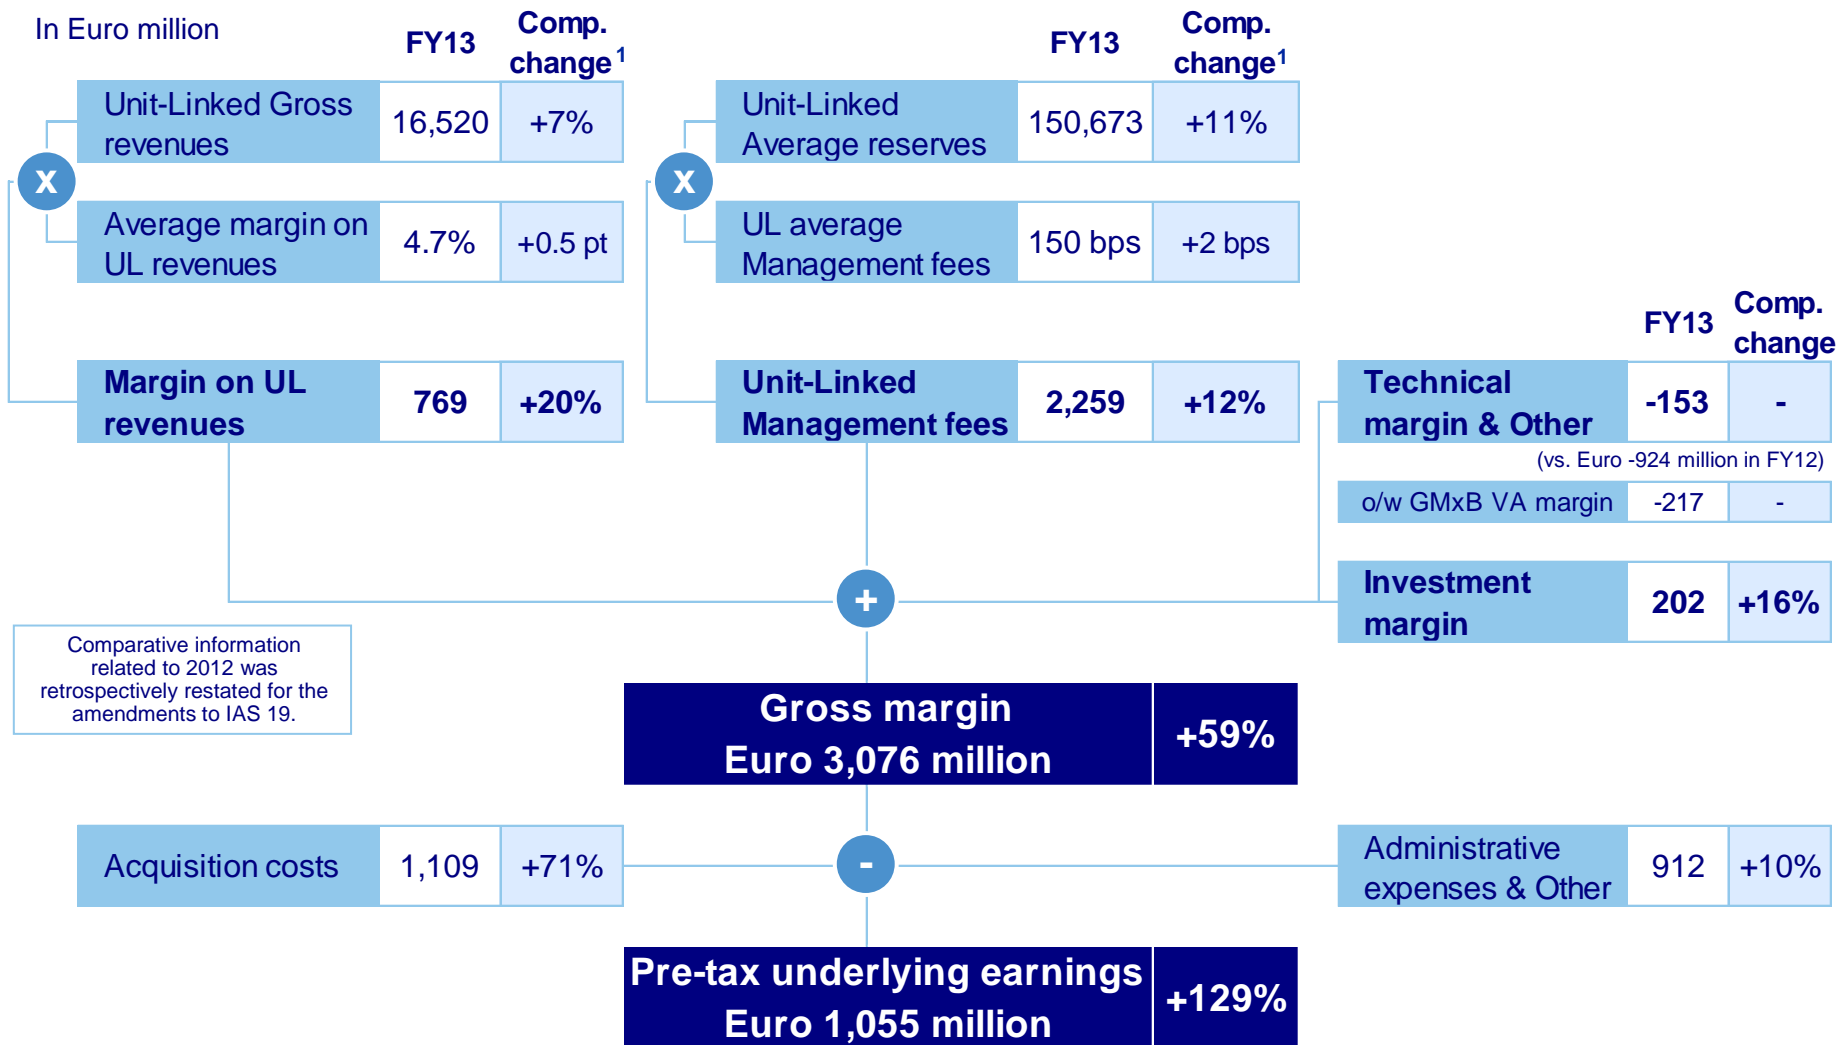 In Euro million
FY13
Comp.
change 1
FY13
Comp.
change1
Unit-Linked Gross
revenues
16,520
+7%
Unit-Linked
Average reserves
150,673
+11%
x
x
Average margin on
UL revenues
4.7%
+0.5 pt
UL average
Management fees
150 bps
+2 bps
FY13
Comp.
change
Margin on UL
revenues
769
+20%
Unit-Linked
Management fees
2,259
+12%
Technical
margin & Other
-153
-
(vs. Euro -924 million in FY12)
o/w GMxB VA margin
-217
-
+
Investment
margin
202
+16%
Comparative information
related to 2012 was
retrospectively restated for the
amendments to IAS 19.
Gross margin
Euro 3,076 million
+59%
Acquisition costs
1,109
+71%
-
Administrative
expenses & Other
912
+10%
Pre-tax underlying earnings
Euro 1,055 million
+129%